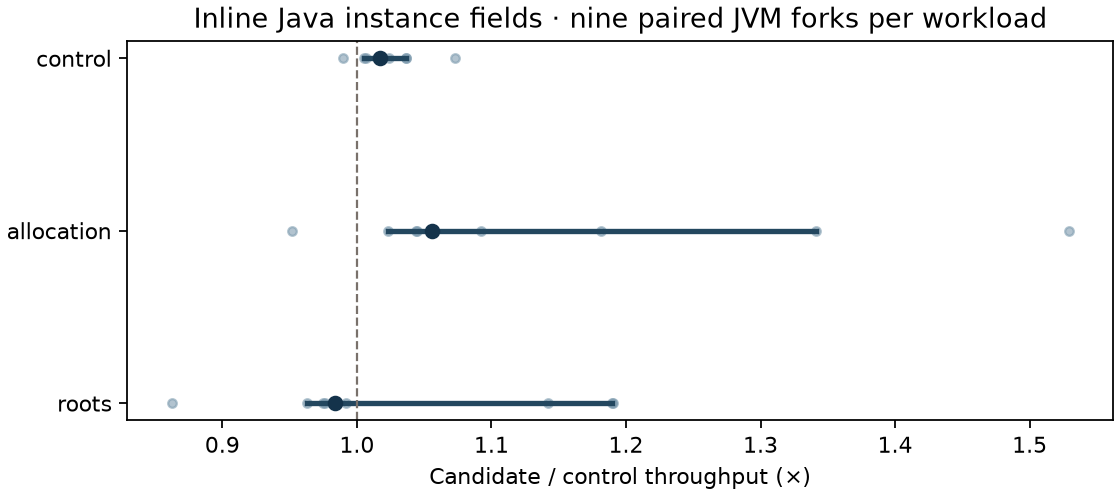 Inline Java instance fields · nine paired JVM forks per workload
control
allocation
roots
0.9 1.0 1.1 1.2 1.3 1.4 1.5
Candidate / control throughput (×)